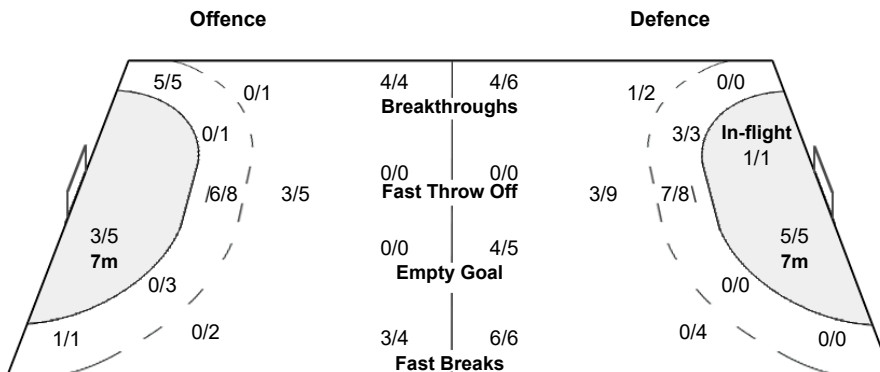 Offence Defence
5/5 4/4 4/6 0/0
0/1 1/2
Breakthroughs
0/1 3/3 In-flight
1/1
0/0 0/0
6/8 3/5 Fast Throw Off 3/9 7/8
3/5 0/0 4/5 5/5
7m Empty Goal 7m
0/3 0/0
1/1 0/2 3/4 6/6 0/4 0/0
Fast Breaks